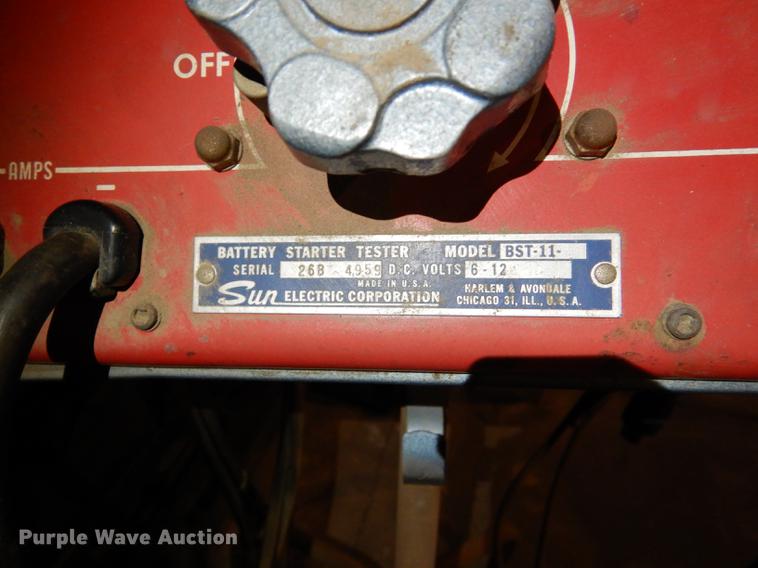 OFF
AMPS
BATTERY STARTER TESTER MODEL BST-11-
SERIAL 26B 4959 D.C. VOLTS 6-12
MADE IN U.S.A.
Sun ELECTRIC CORPORATION
HARLEM & AVONDALE
CHICAGO 31, ILL., U.S.A.
Purple Wave Auction